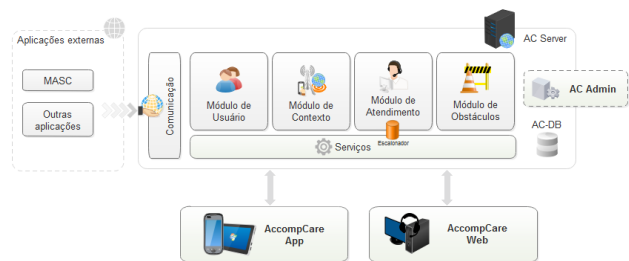 Aplicações externas
MASC
Outras
aplicações
Comunicação
Módulo de
Usuário
Módulo de
Contexto
Módulo de
Atendimento
Escalonador
Módulo de
Obstáculos
Serviços
AC Server
AC Admin
AC-DB
AccompCare
App
AccompCare
Web